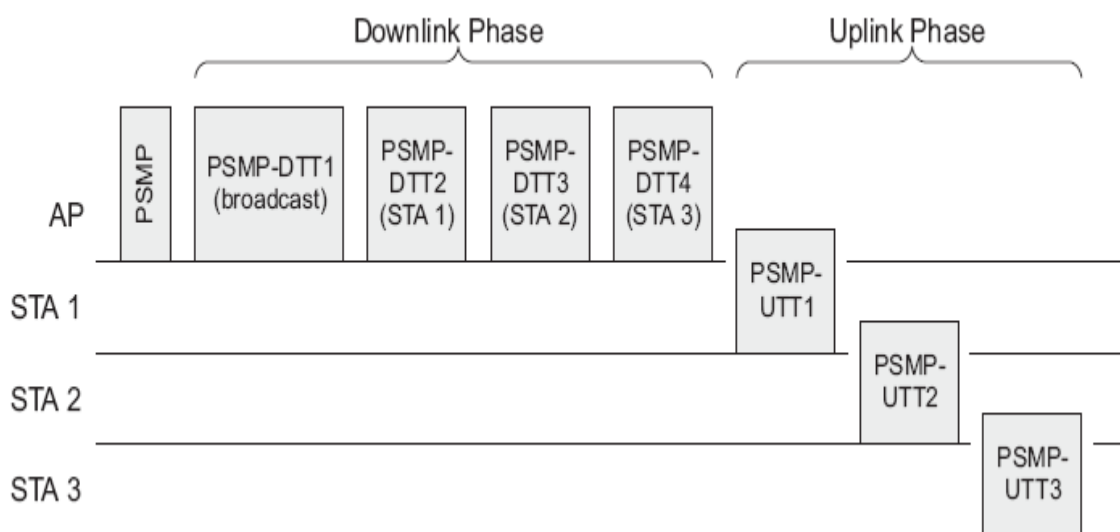 Downlink Phase
Uplink Phase
AP
PSMP
PSMP-DTT1
(broadcast)
PSMP-
DTT2
(STA 1)
PSMP-
DTT3
(STA 2)
PSMP-
DTT4
(STA 3)
STA 1
PSMP-
UTT1
STA 2
PSMP-
UTT2
STA 3
PSMP-
UTT3